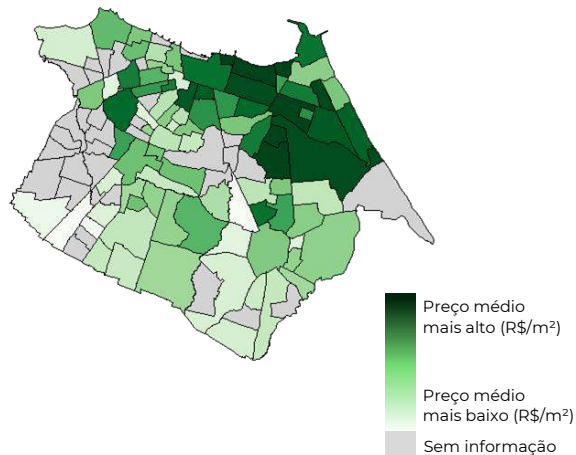 Preço médio
mais alto (R$/m²)
Preço médio
mais baixo (R$/m²)
Sem informação